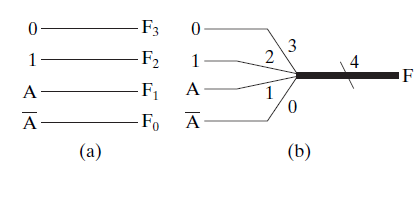 0 F₃ 0 3
1 F₂ 1 2 4
F
A F₁ A 1
0
A̅ F₀ A̅
(a) (b)